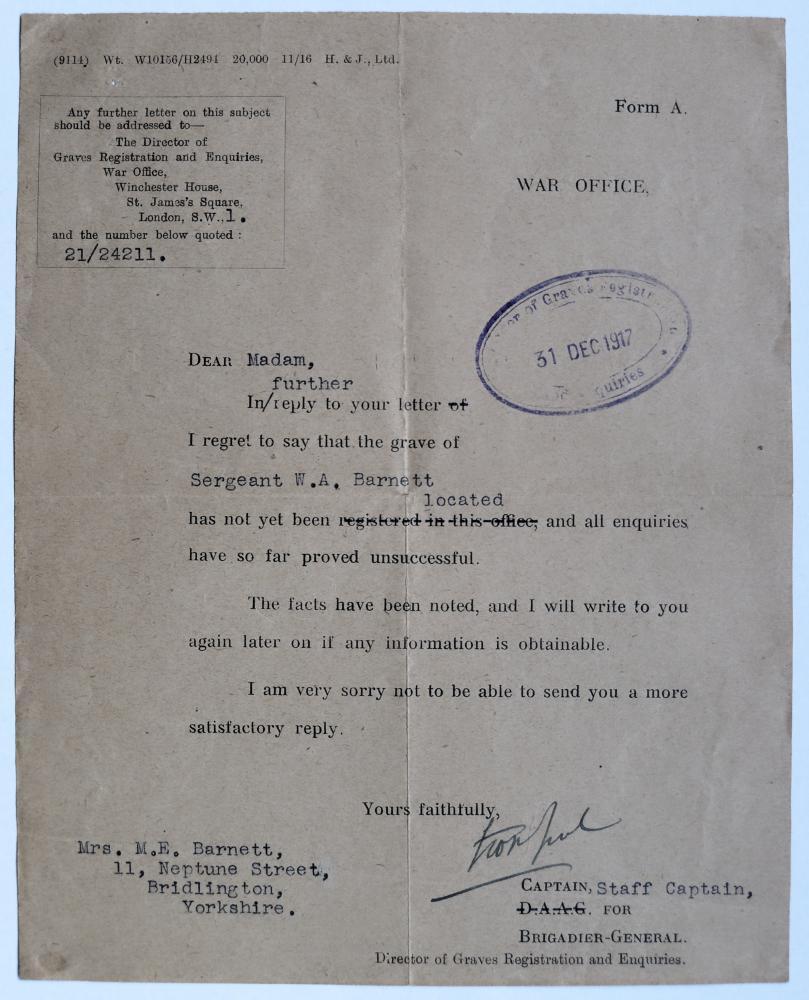 (9114) Wt. W10156/H2494 20,000 11/16 H. & J., Ltd.
Form A.
Any further letter on this subject
should be addressed to—
The Director of
Graves Registration and Enquiries,
War Office,
Winchester House,
St. James's Square,
London, S.W.,1.
and the number below quoted :
21/24211.
WAR OFFICE,
of Graves Regist
31 DEC 1917
quiries
DEAR Madam,
further
In/reply to your letter of
I regret to say that the grave of
Sergeant W.A. Barnett
located
has not yet been registered in this office, and all enquiries
have so far proved unsuccessful.
The facts have been noted, and I will write to you
again later on if any information is obtainable.
I am very sorry not to be able to send you a more
satisfactory reply.
Yours faithfully,
CAPTAIN, Staff Captain,
D.A.A.G. FOR
BRIGADIER-GENERAL.
Director of Graves Registration and Enquiries.
Mrs. M.E. Barnett,
11, Neptune Street,
Bridlington,
Yorkshire.